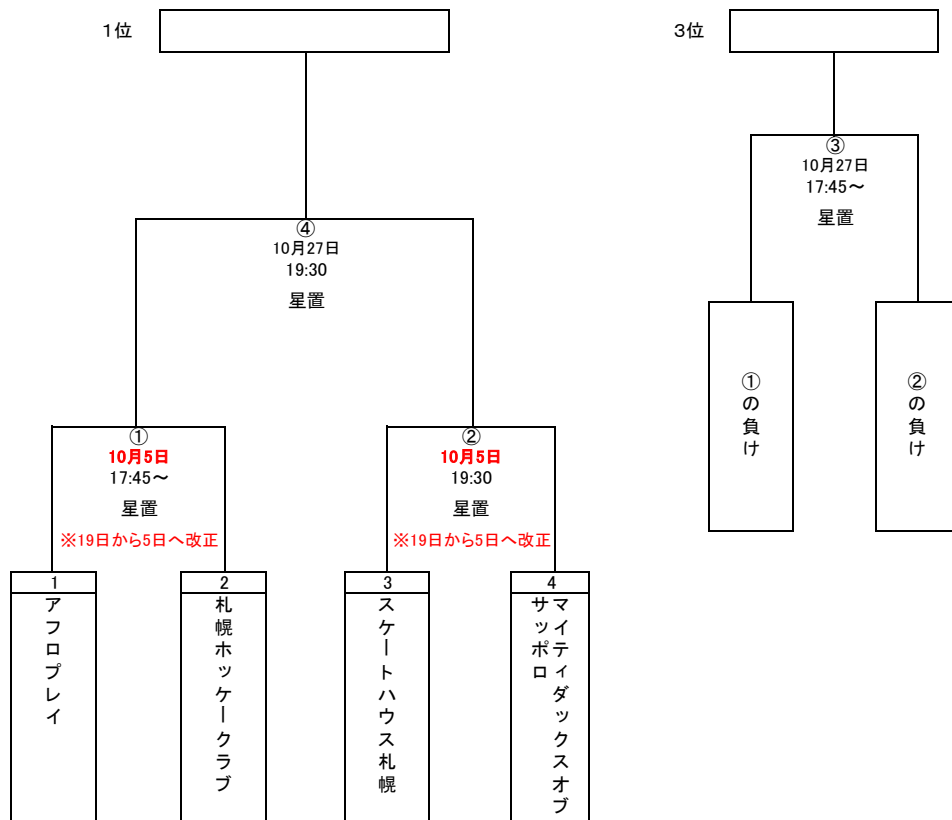 １位
３位
③
10月27日
17:45～
星置
④
10月27日
19:30
星置
①の負け
②の負け
①
10月5日
17:45～
星置
※19日から5日へ改正
②
10月5日
19:30
星置
※19日から5日へ改正
1
アフロプレイ
2
札幌ホッケークラブ
3
スケートハウス札幌
4
マイティダックスオブ
サッポロ